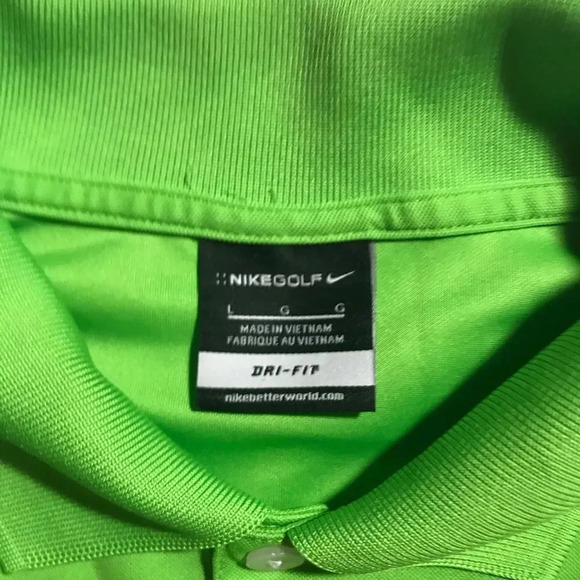 NIKEGOLF
L G G
MADE IN VIETNAM
FABRIQUE AU VIETNAM
DRI-FIT
nikebetterworld.com